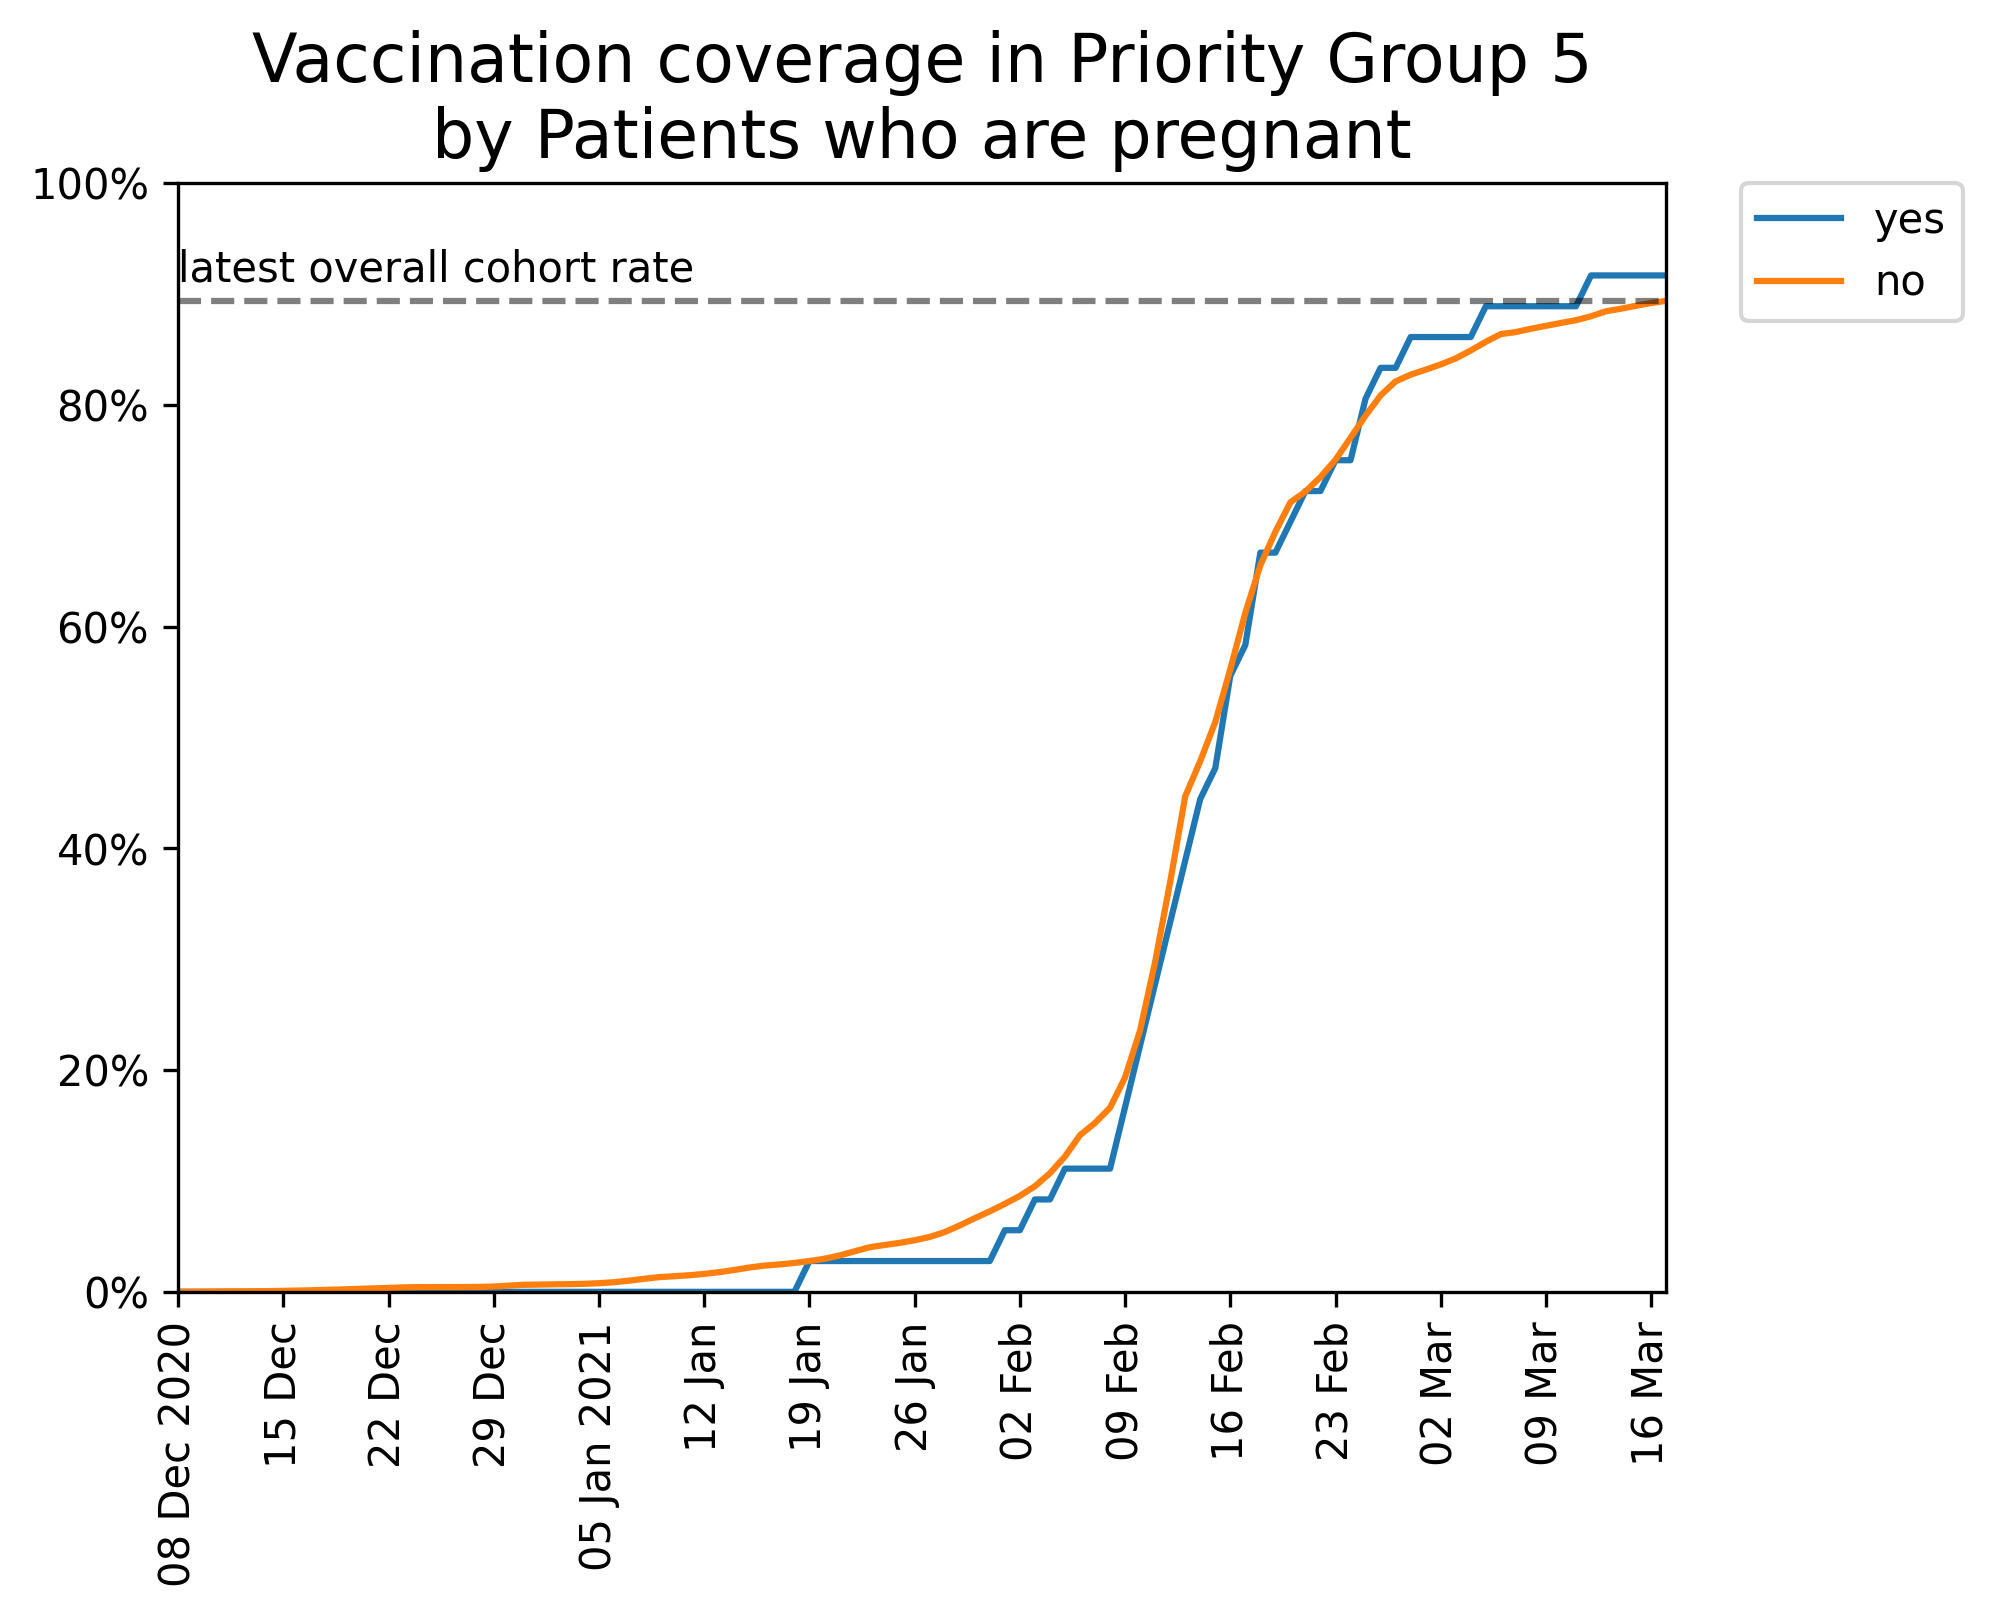 Vaccination coverage in Priority Group 5
by Patients who are pregnant
100%
80%
60%
40%
20%
0%
latest overall cohort rate
yes
no
08 Dec 2020
15 Dec
22 Dec
29 Dec
05 Jan 2021
12 Jan
19 Jan
26 Jan
02 Feb
09 Feb
16 Feb
23 Feb
02 Mar
09 Mar
16 Mar